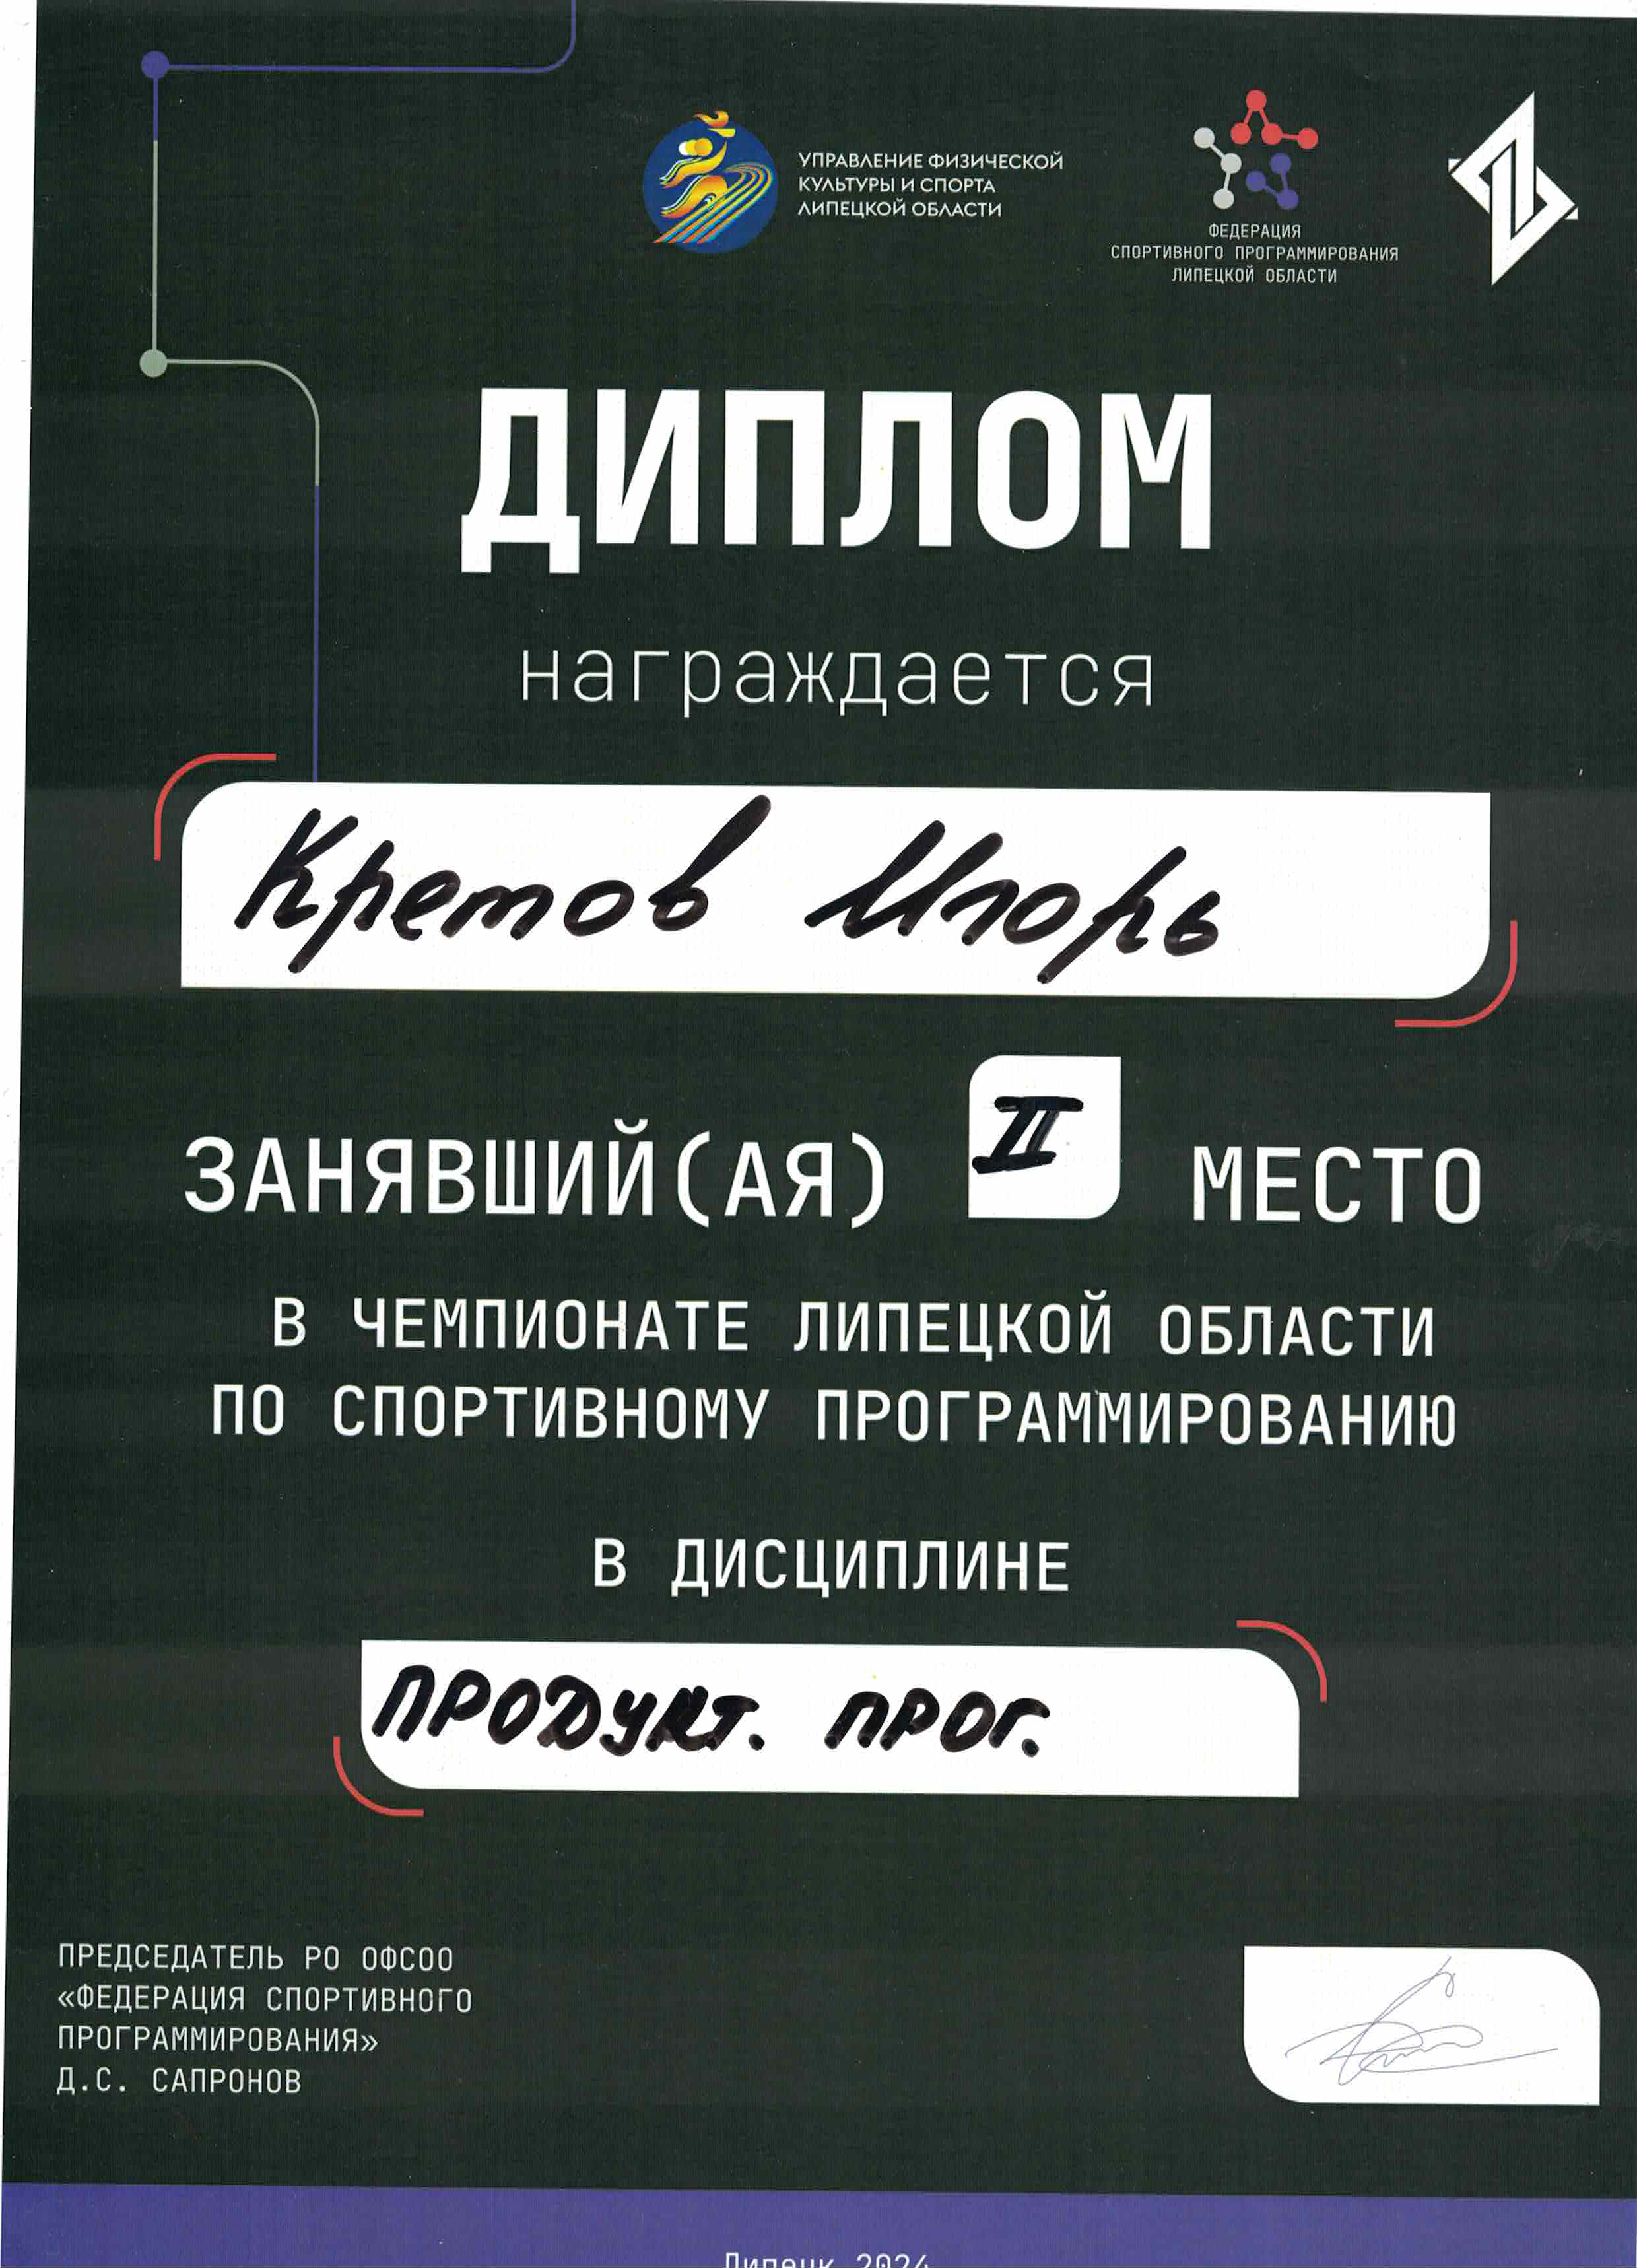 УПРАВЛЕНИЕ ФИЗИЧЕСКОЙ
КУЛЬТУРЫ И СПОРТА
ЛИПЕЦКОЙ ОБЛАСТИ
ФЕДЕРАЦИЯ
СПОРТИВНОГО ПРОГРАММИРОВАНИЯ
ЛИПЕЦКОЙ ОБЛАСТИ
ДИПЛОМ
награждается
Кретов Игорь
ЗАНЯВШИЙ(АЯ) II МЕСТО
В ЧЕМПИОНАТЕ ЛИПЕЦКОЙ ОБЛАСТИ
ПО СПОРТИВНОМУ ПРОГРАММИРОВАНИЮ
В ДИСЦИПЛИНЕ
ПРОДУКТ. ПРОГ.
ПРЕДСЕДАТЕЛЬ РО ОФСОО
«ФЕДЕРАЦИЯ СПОРТИВНОГО
ПРОГРАММИРОВАНИЯ»
Д.С. САПРОНОВ
Липецк 2024